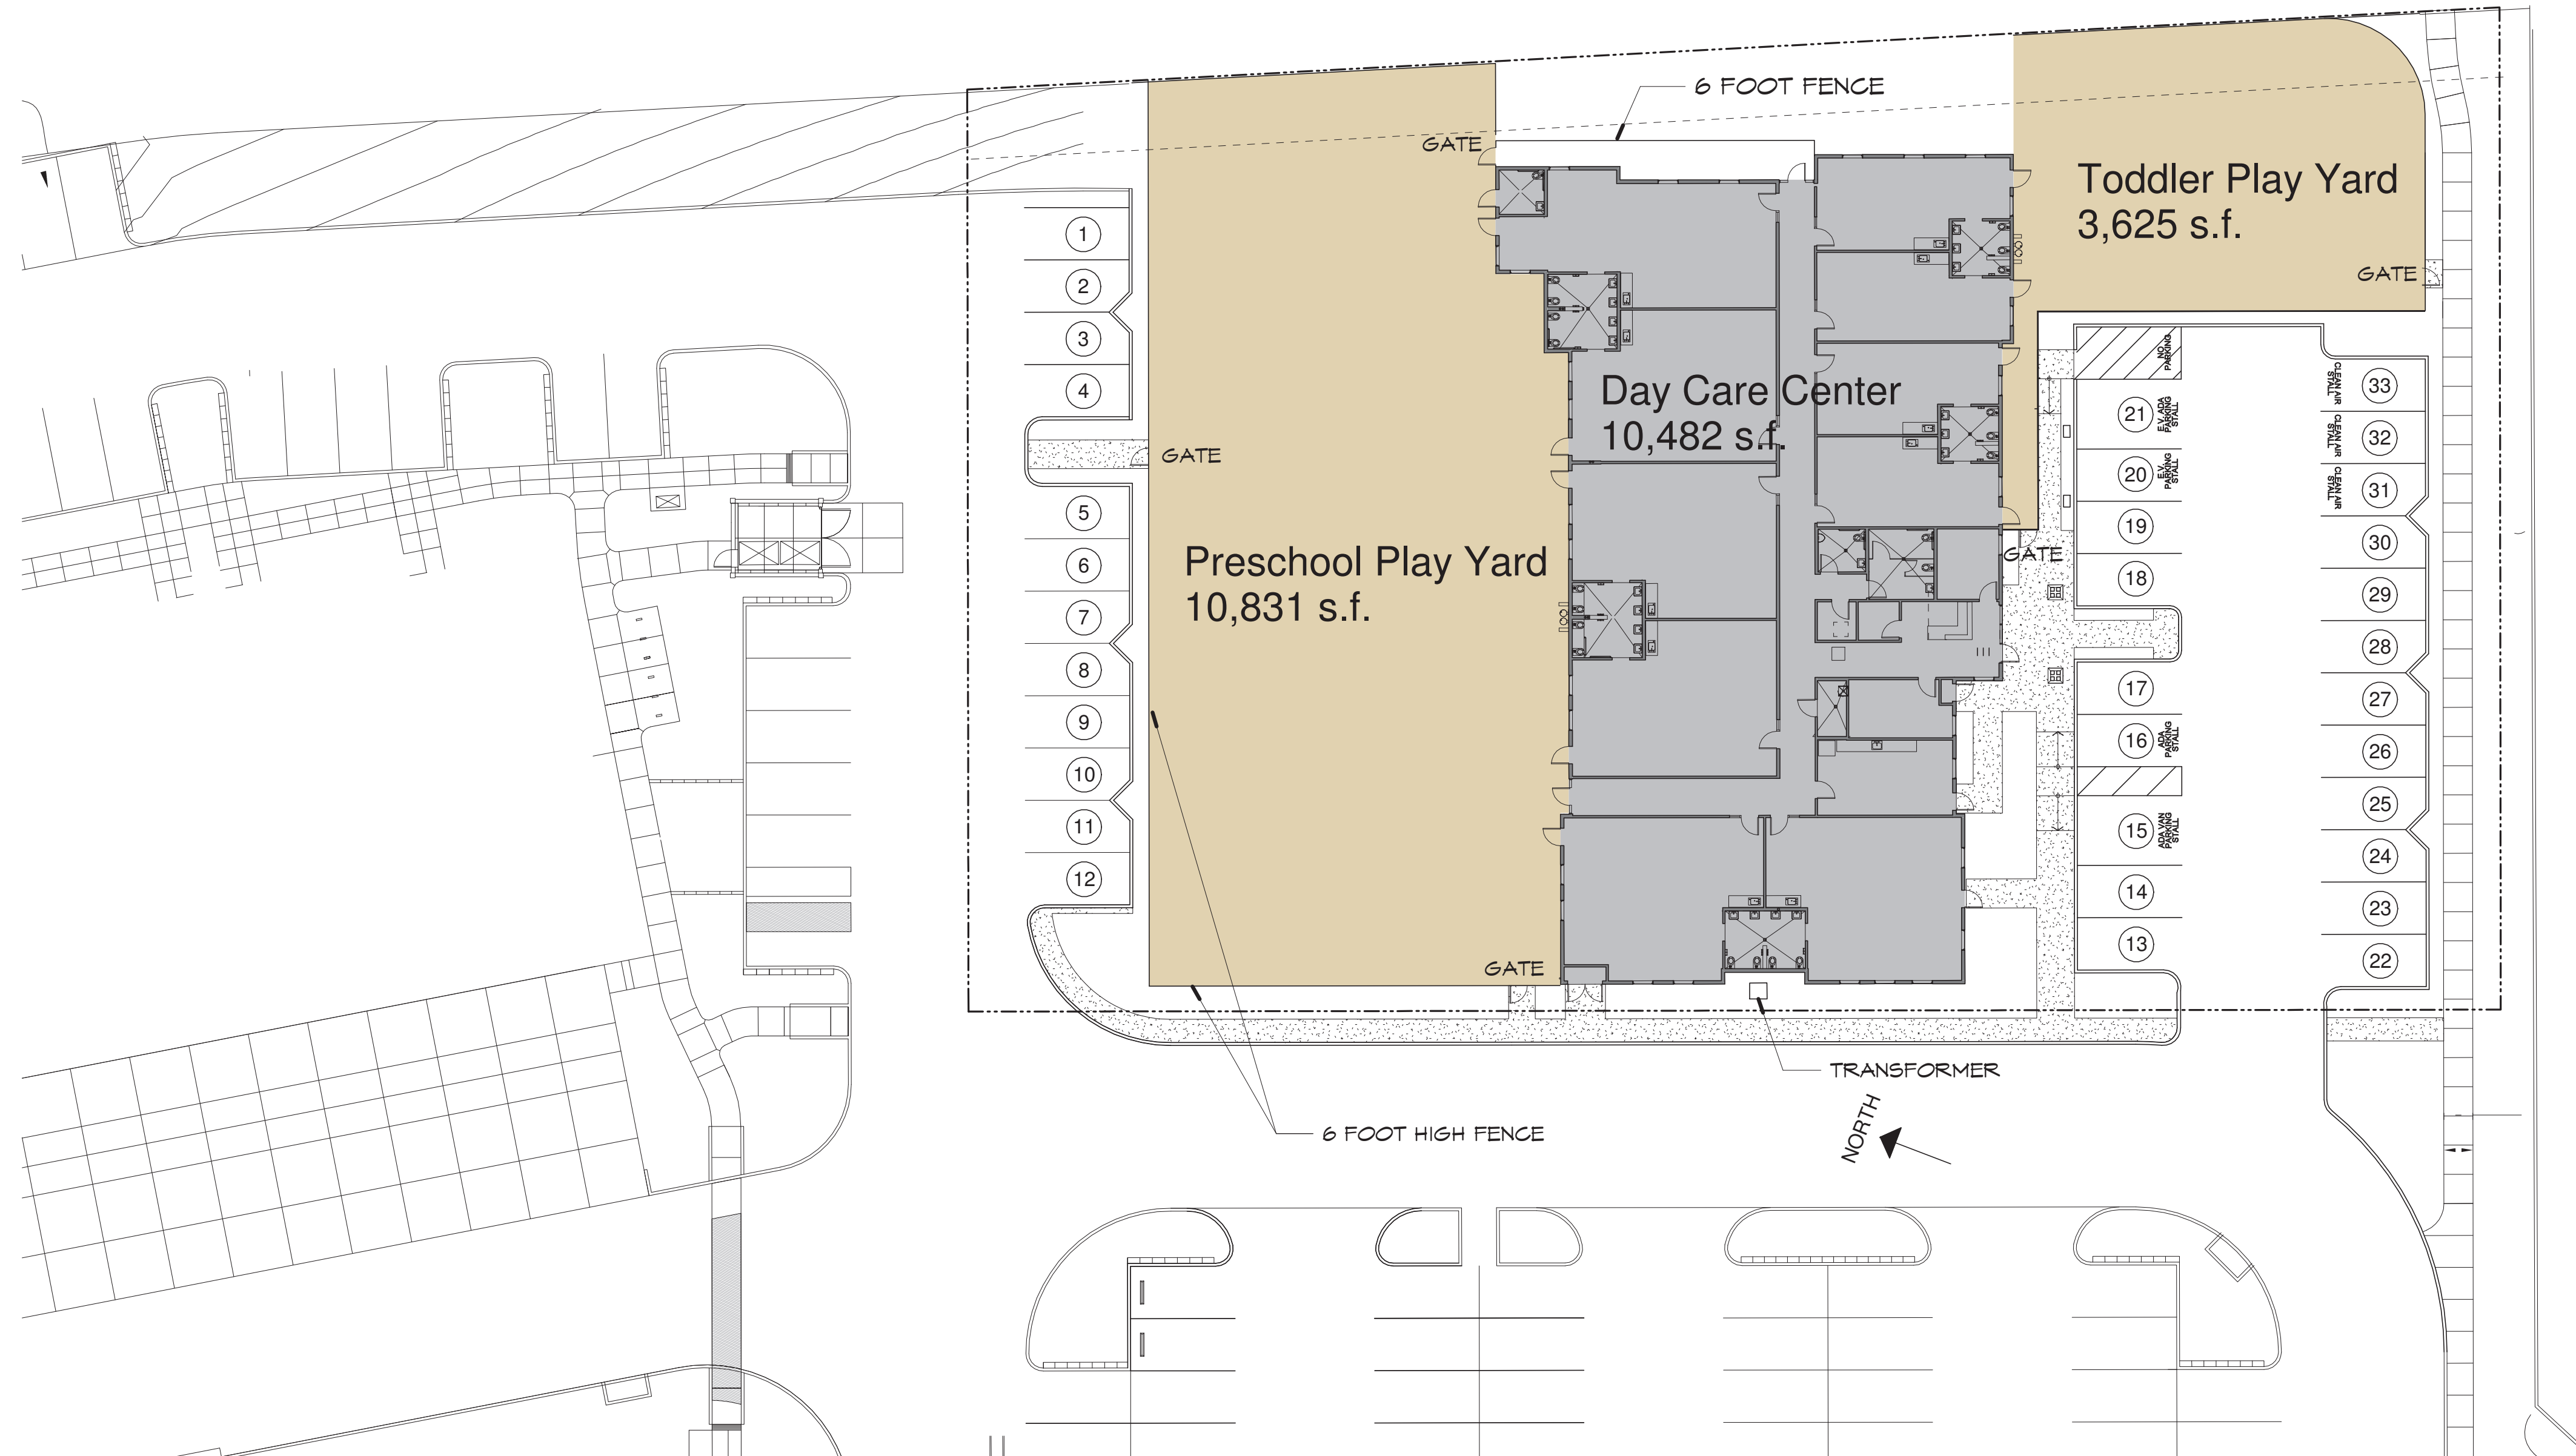 6 FOOT FENCE
GATE
Toddler Play Yard
3,625 s.f.
GATE
1
2
3
4
GATE
5
6
7
8
9
10
11
12
Preschool Play Yard
10,831 s.f.
Day Care Center
10,482 s.f.
GATE
GATE
NO
PARKING
21
E.V. ADA
PARKING
STALL
20
E.V.
PARKING
STALL
19
18
17
16
ADA
PARKING
STALL
15
ADA VAN
PARKING
STALL
14
13
CLEAN AIR
STALL
33
CLEAN AIR
STALL
32
CLEAN AIR
STALL
31
30
29
28
27
26
25
24
23
22
TRANSFORMER
NORTH
6 FOOT HIGH FENCE